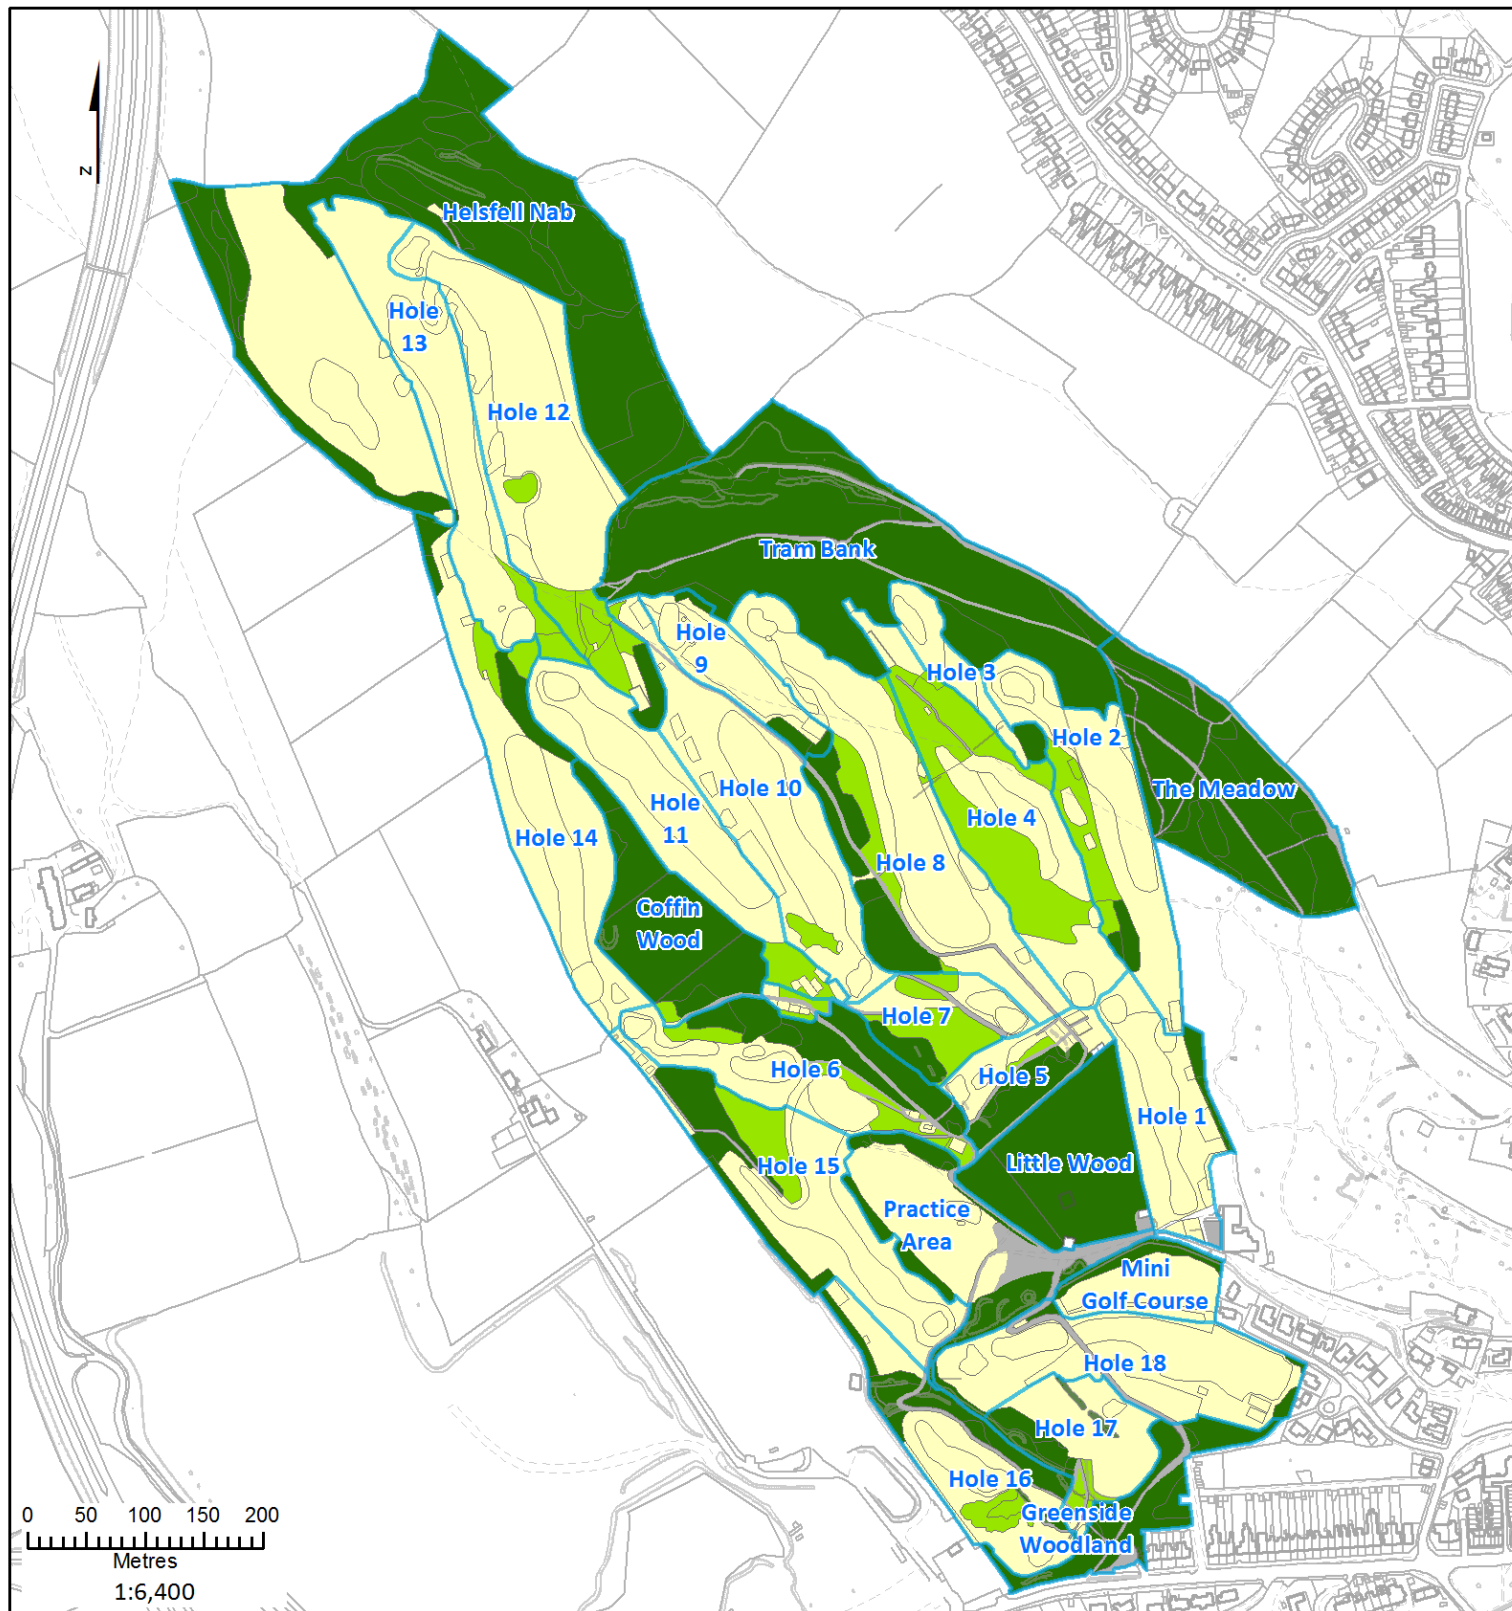 N
Helsfell Nab
Hole
13
Hole 12
Tram Bank
Hole
9
Hole 3
Hole 2
The Meadow
Hole 10
Hole
11
Hole 4
Hole 14
Hole 8
Coffin
Wood
Hole 7
Hole 6
Hole 5
Hole 1
Hole 15
Little Wood
Practice
Area
Mini
Golf Course
Hole 18
Hole 17
Hole 16
Greenside
Woodland
0 50 100 150 200
Metres
1:6,400